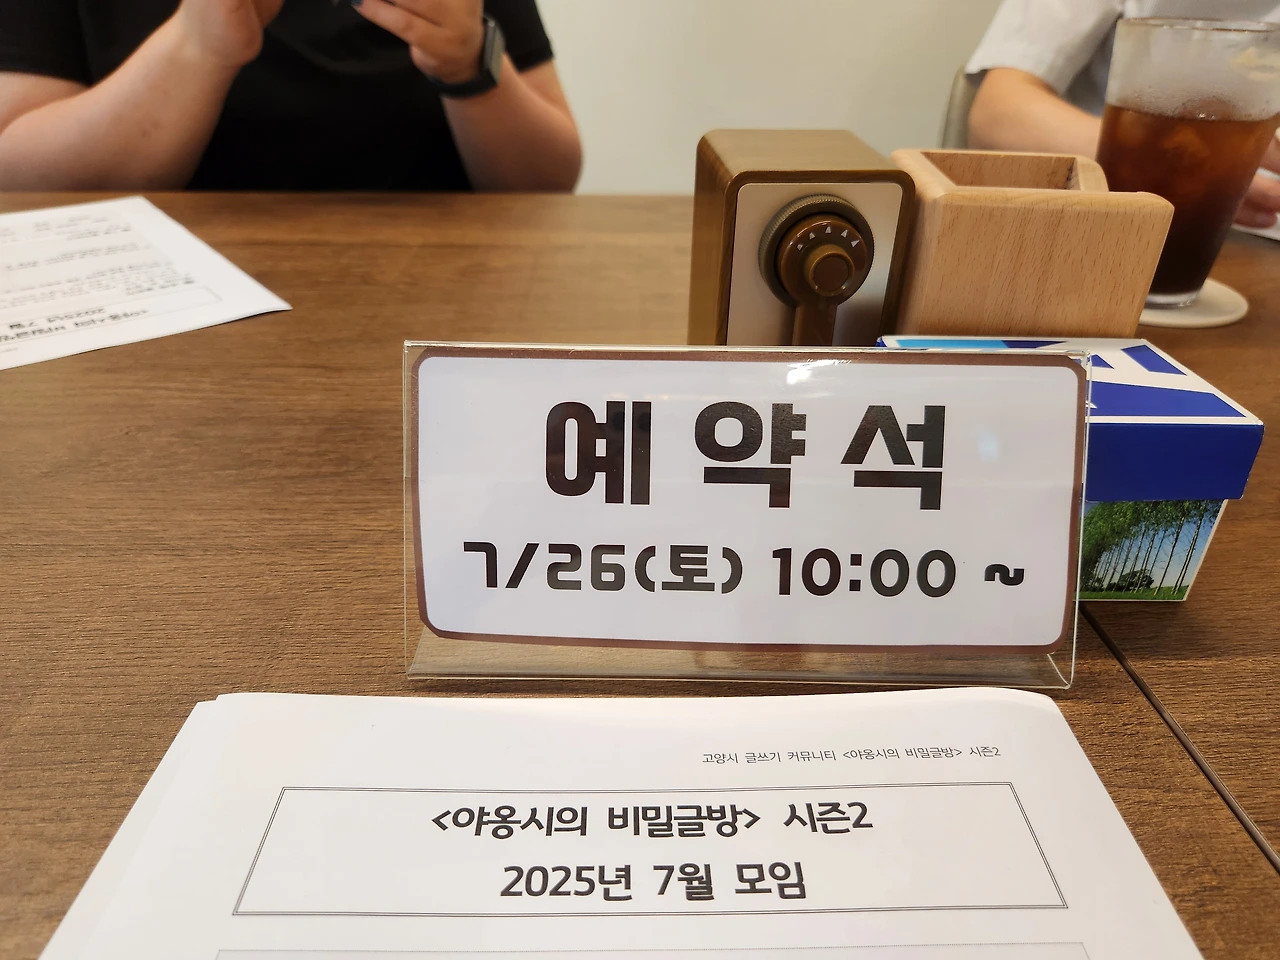 예약석
7/26(토) 10:00 ~
고양시 글쓰기 커뮤니티 <야옹시의 비밀글방> 시즌2
<야옹시의 비밀글방> 시즌2
2025년 7월 모임